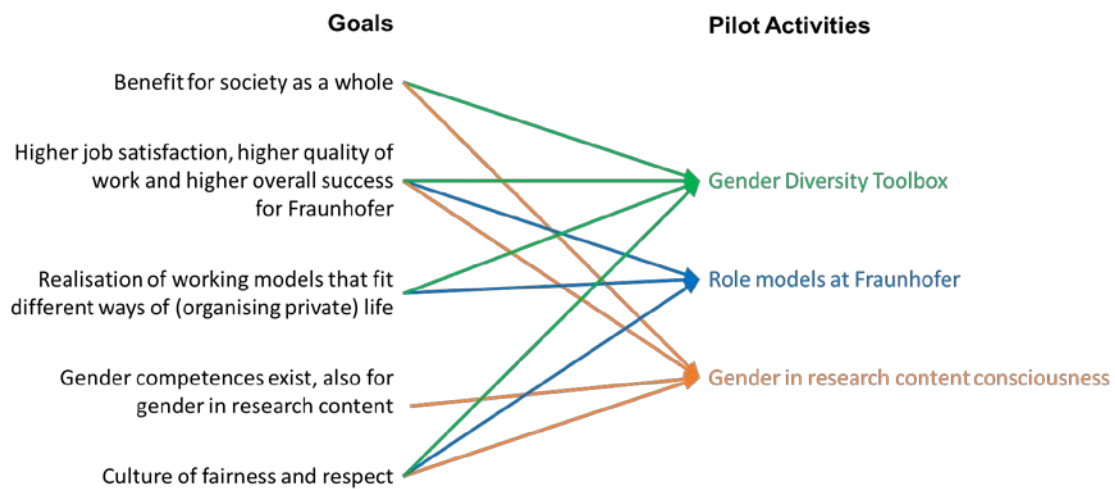 Goals
Pilot Activities
Benefit for society as a whole
Higher job satisfaction, higher quality of
work and higher overall success
for Fraunhofer
Gender Diversity Toolbox
Realisation of working models that fit
different ways of (organising private) life
Role models at Fraunhofer
Gender competences exist, also for
gender in research content
Gender in research content consciousness
Culture of fairness and respect